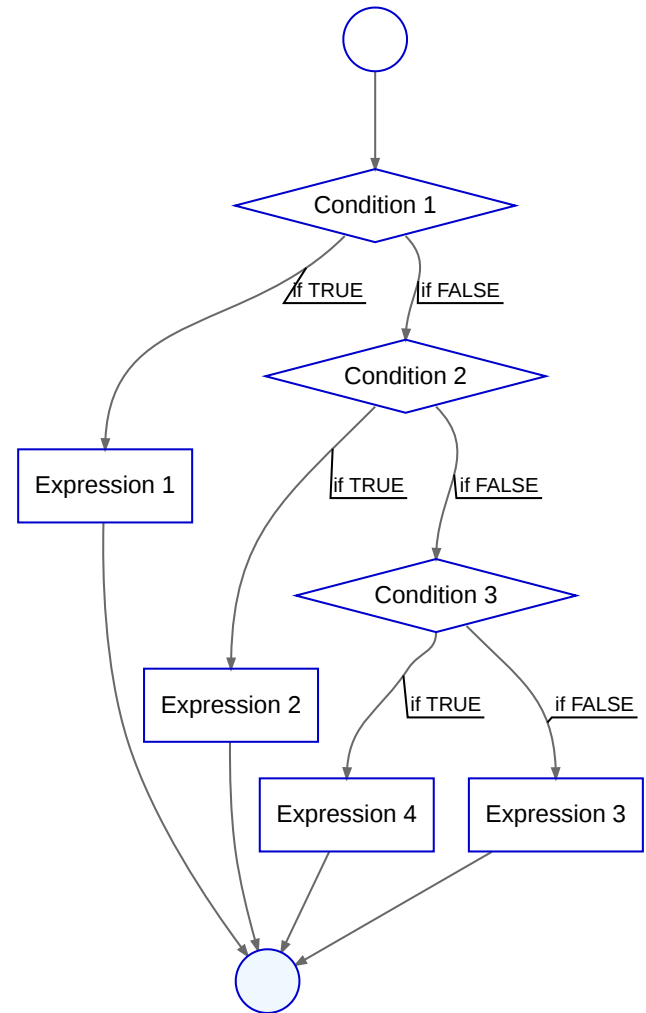 Condition 1
if TRUE
if FALSE
Condition 2
Expression 1
if TRUE
if FALSE
Condition 3
Expression 2
if TRUE
if FALSE
Expression 4
Expression 3